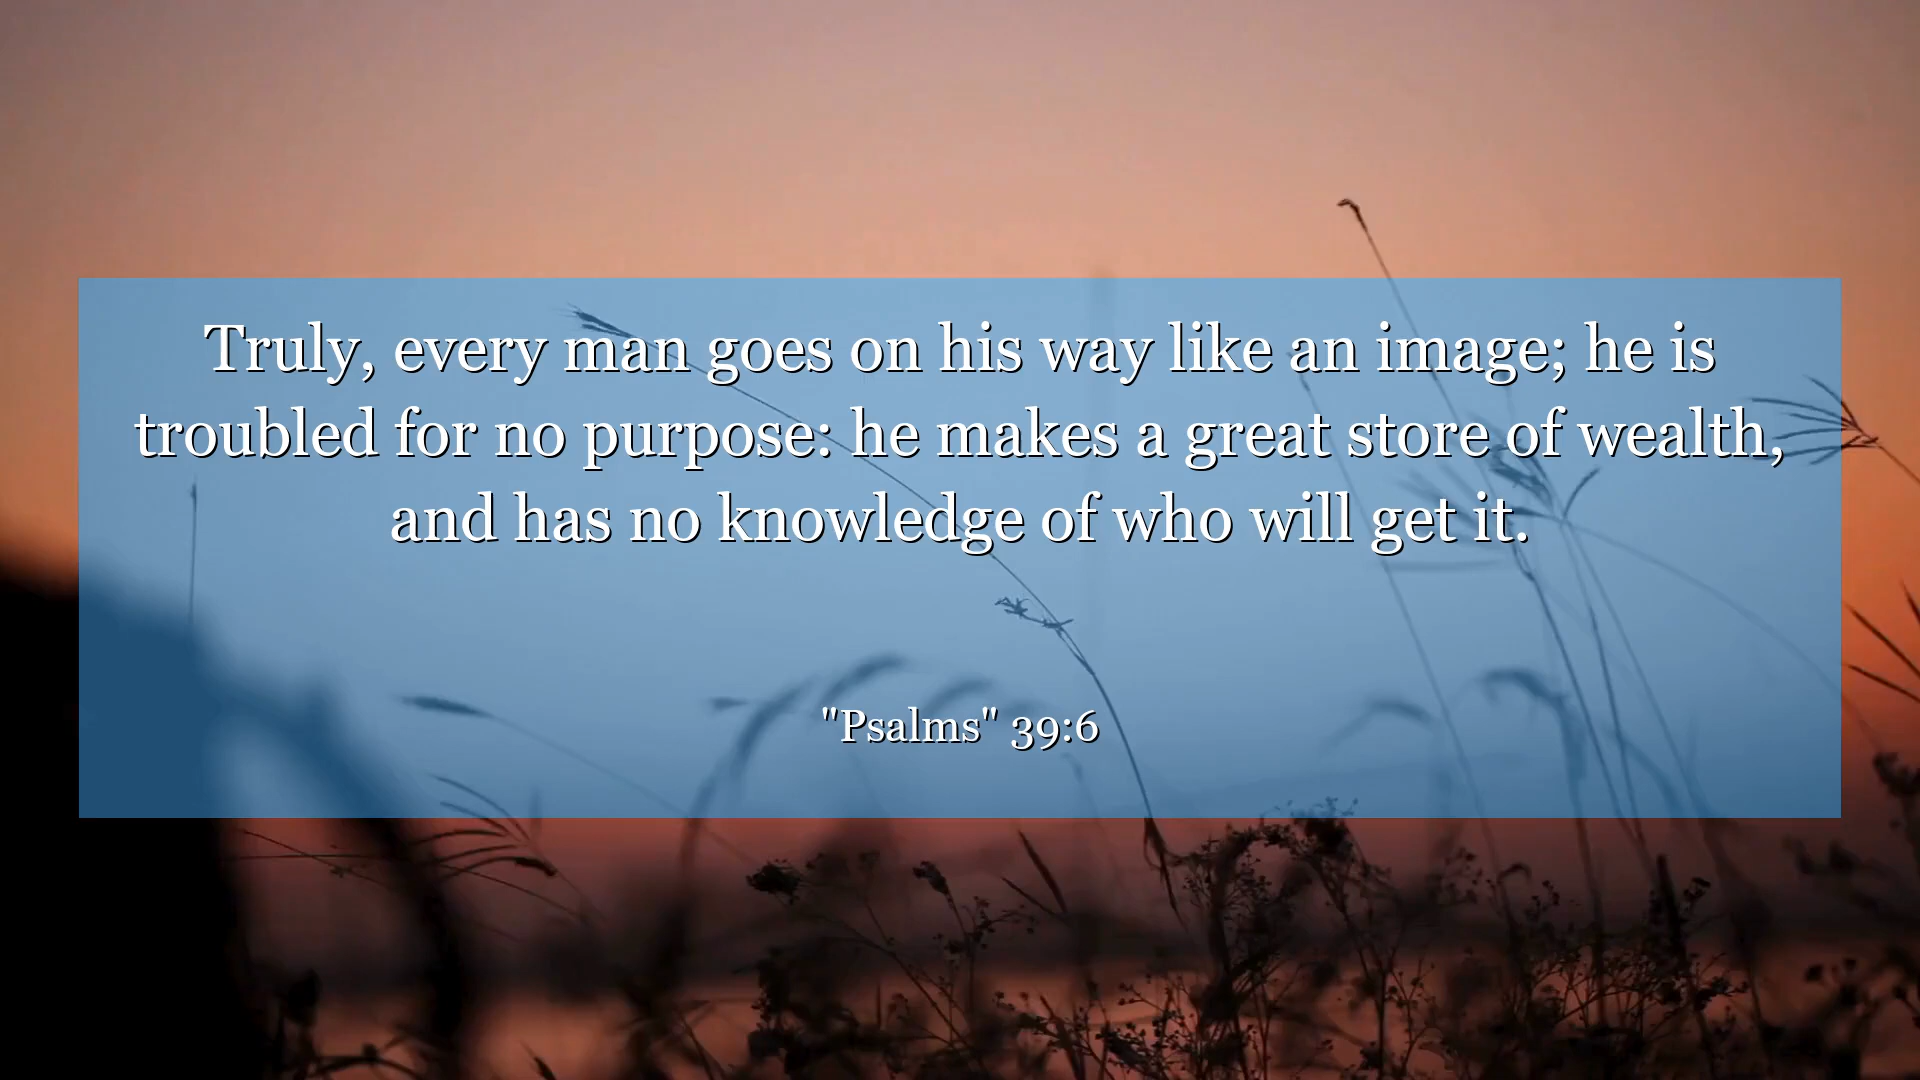 Truly, every man goes on his way like an image; he is
troubled for no purpose: he makes a great store of wealth,
and has no knowledge of who will get it.
"Psalms" 39:6